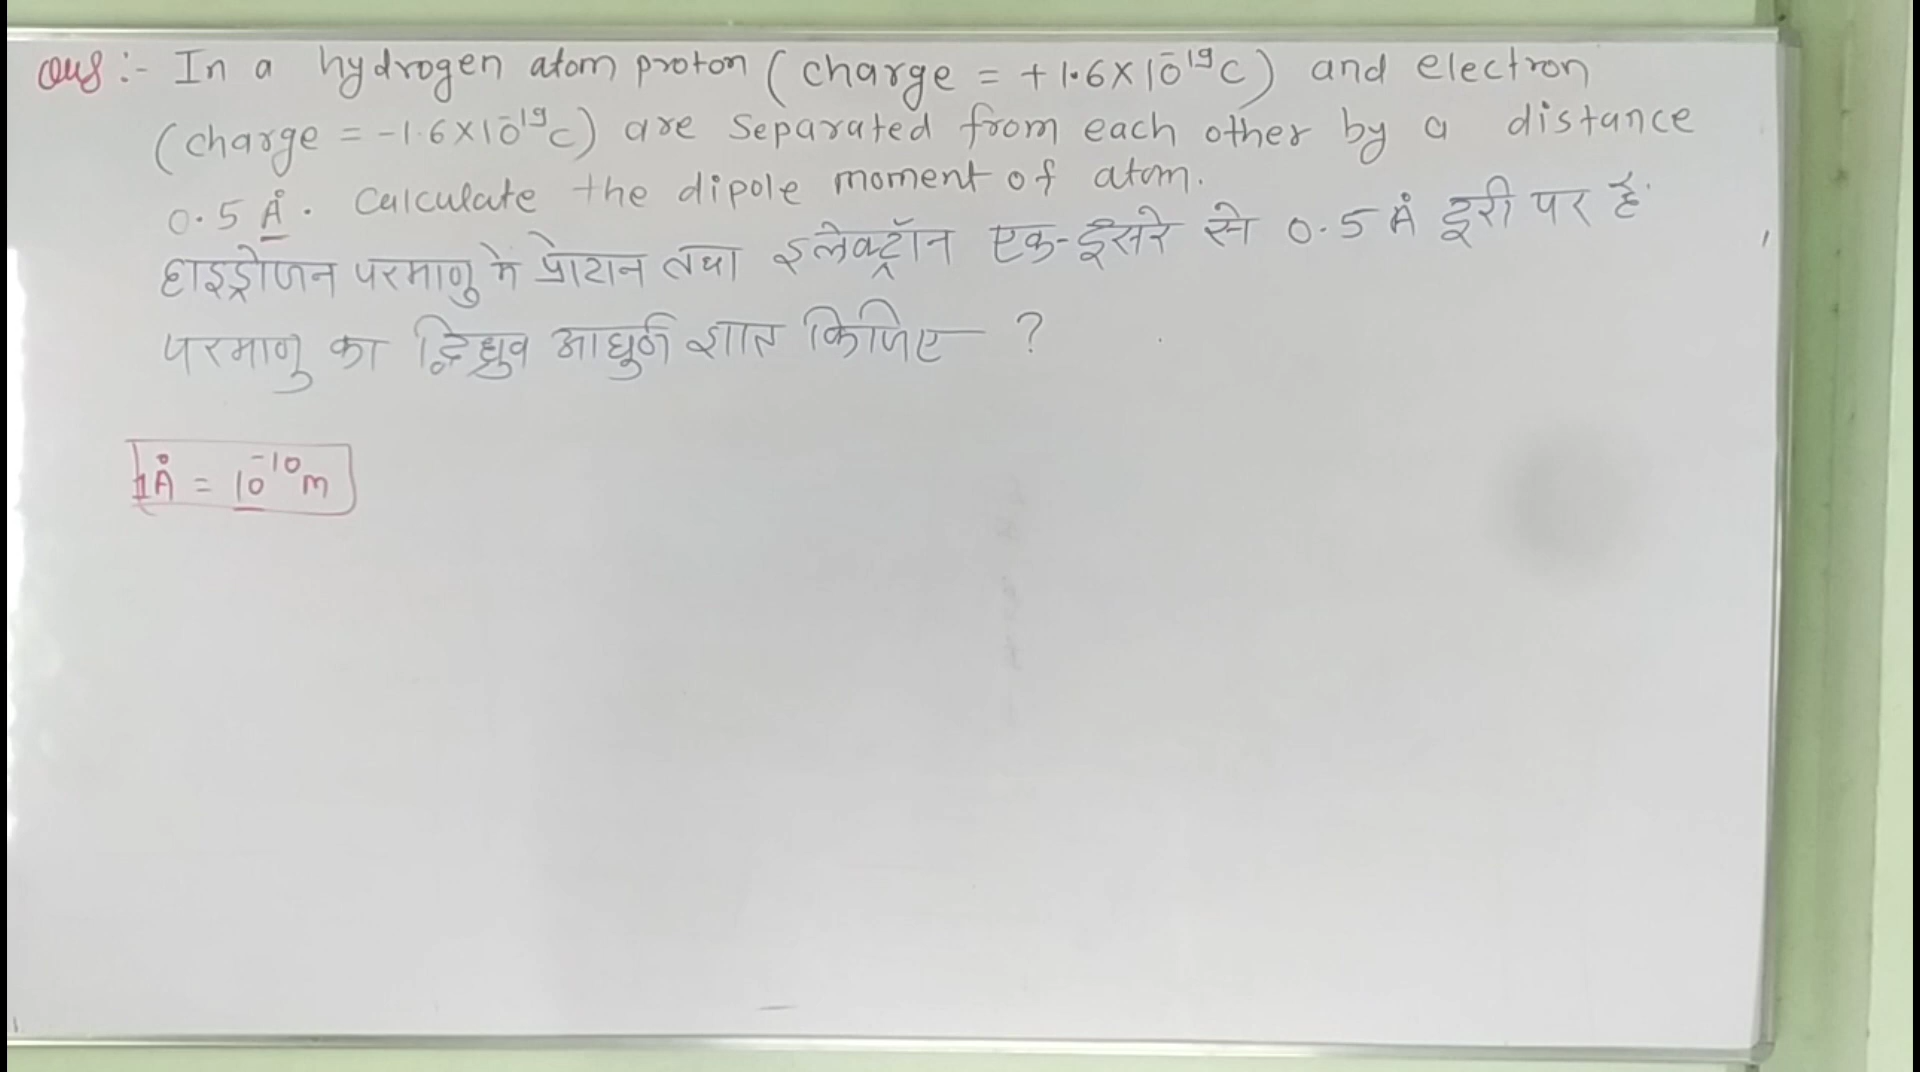 Ques :- In a hydrogen atom proton ( charge = +1.6×10⁻¹⁹C) and electron
(charge = -1.6×10⁻¹⁹C) are separated from each other by a distance
0.5 Å. Calculate the dipole moment of atom.
हाइड्रोजन परमाणु मे प्रोटान तथा इलेक्ट्रॉन एक-दूसरे से 0.5 Å दूरी पर है.
परमाणु का द्विध्रुव आघुर्ण ज्ञात किजिए ?
1Å = 10⁻¹⁰m